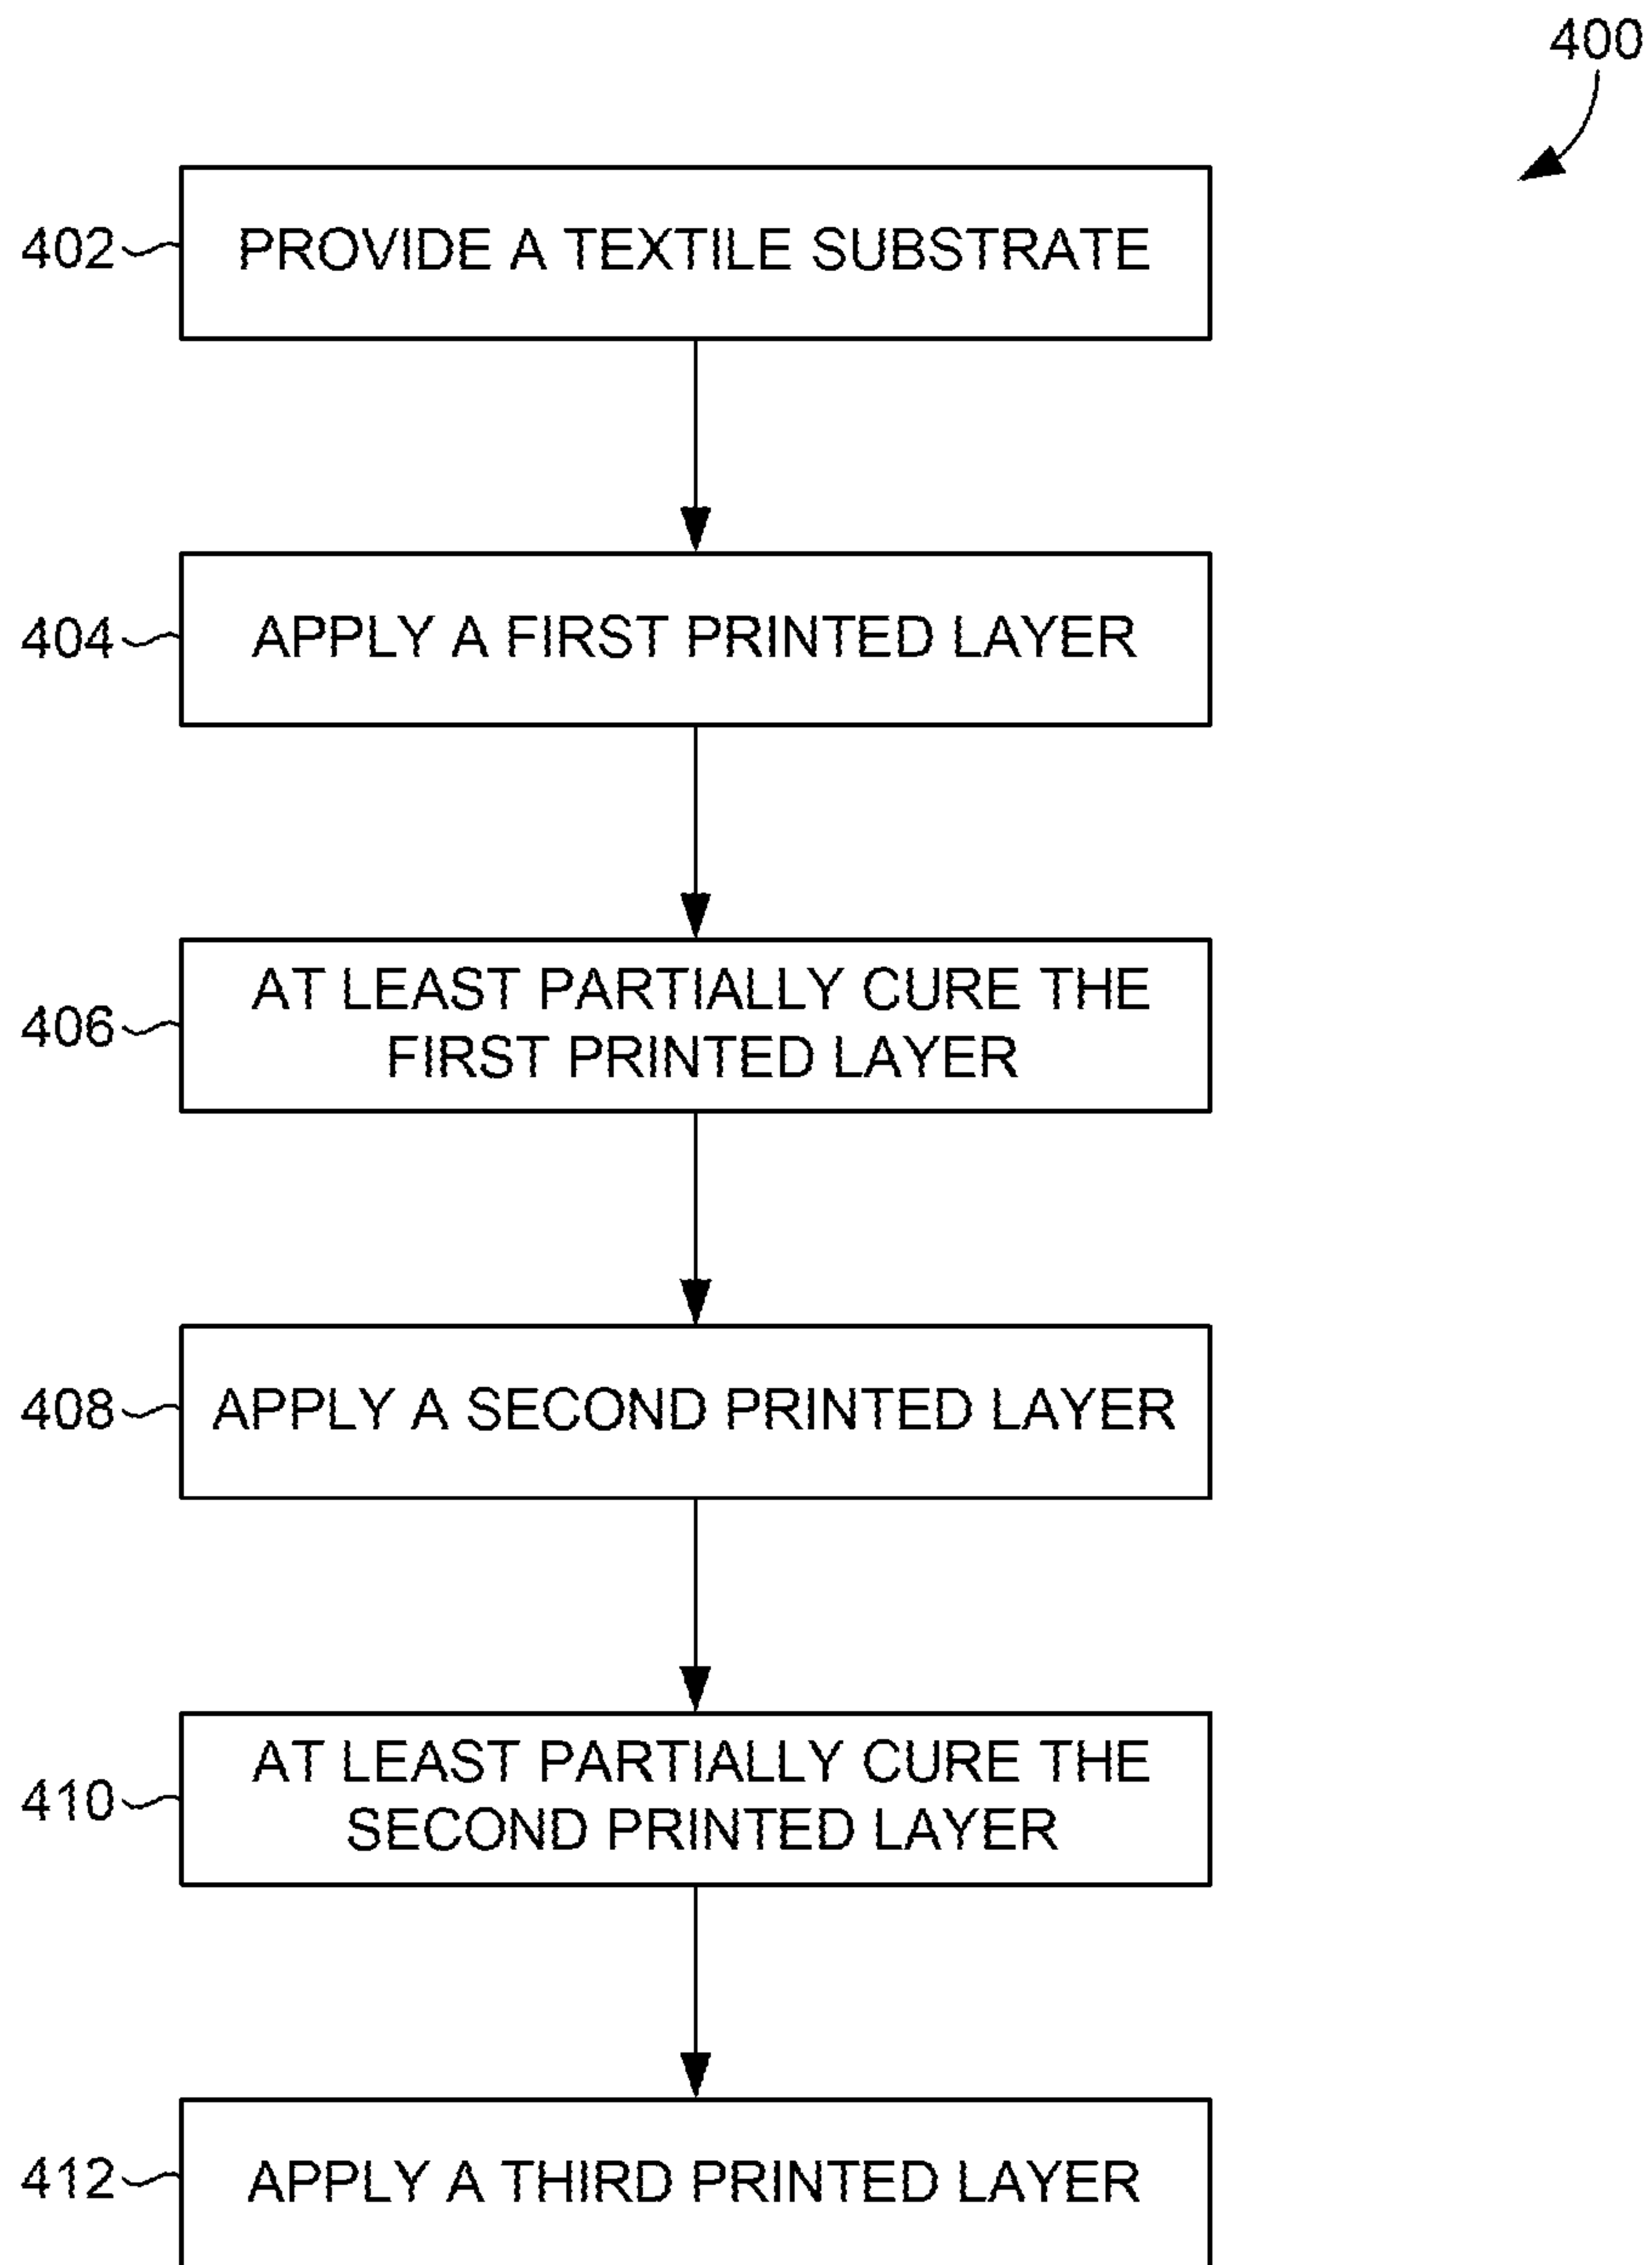 400
402 PROVIDE A TEXTILE SUBSTRATE
404 APPLY A FIRST PRINTED LAYER
406 AT LEAST PARTIALLY CURE THE
FIRST PRINTED LAYER
408 APPLY A SECOND PRINTED LAYER
410 AT LEAST PARTIALLY CURE THE
SECOND PRINTED LAYER
412 APPLY A THIRD PRINTED LAYER